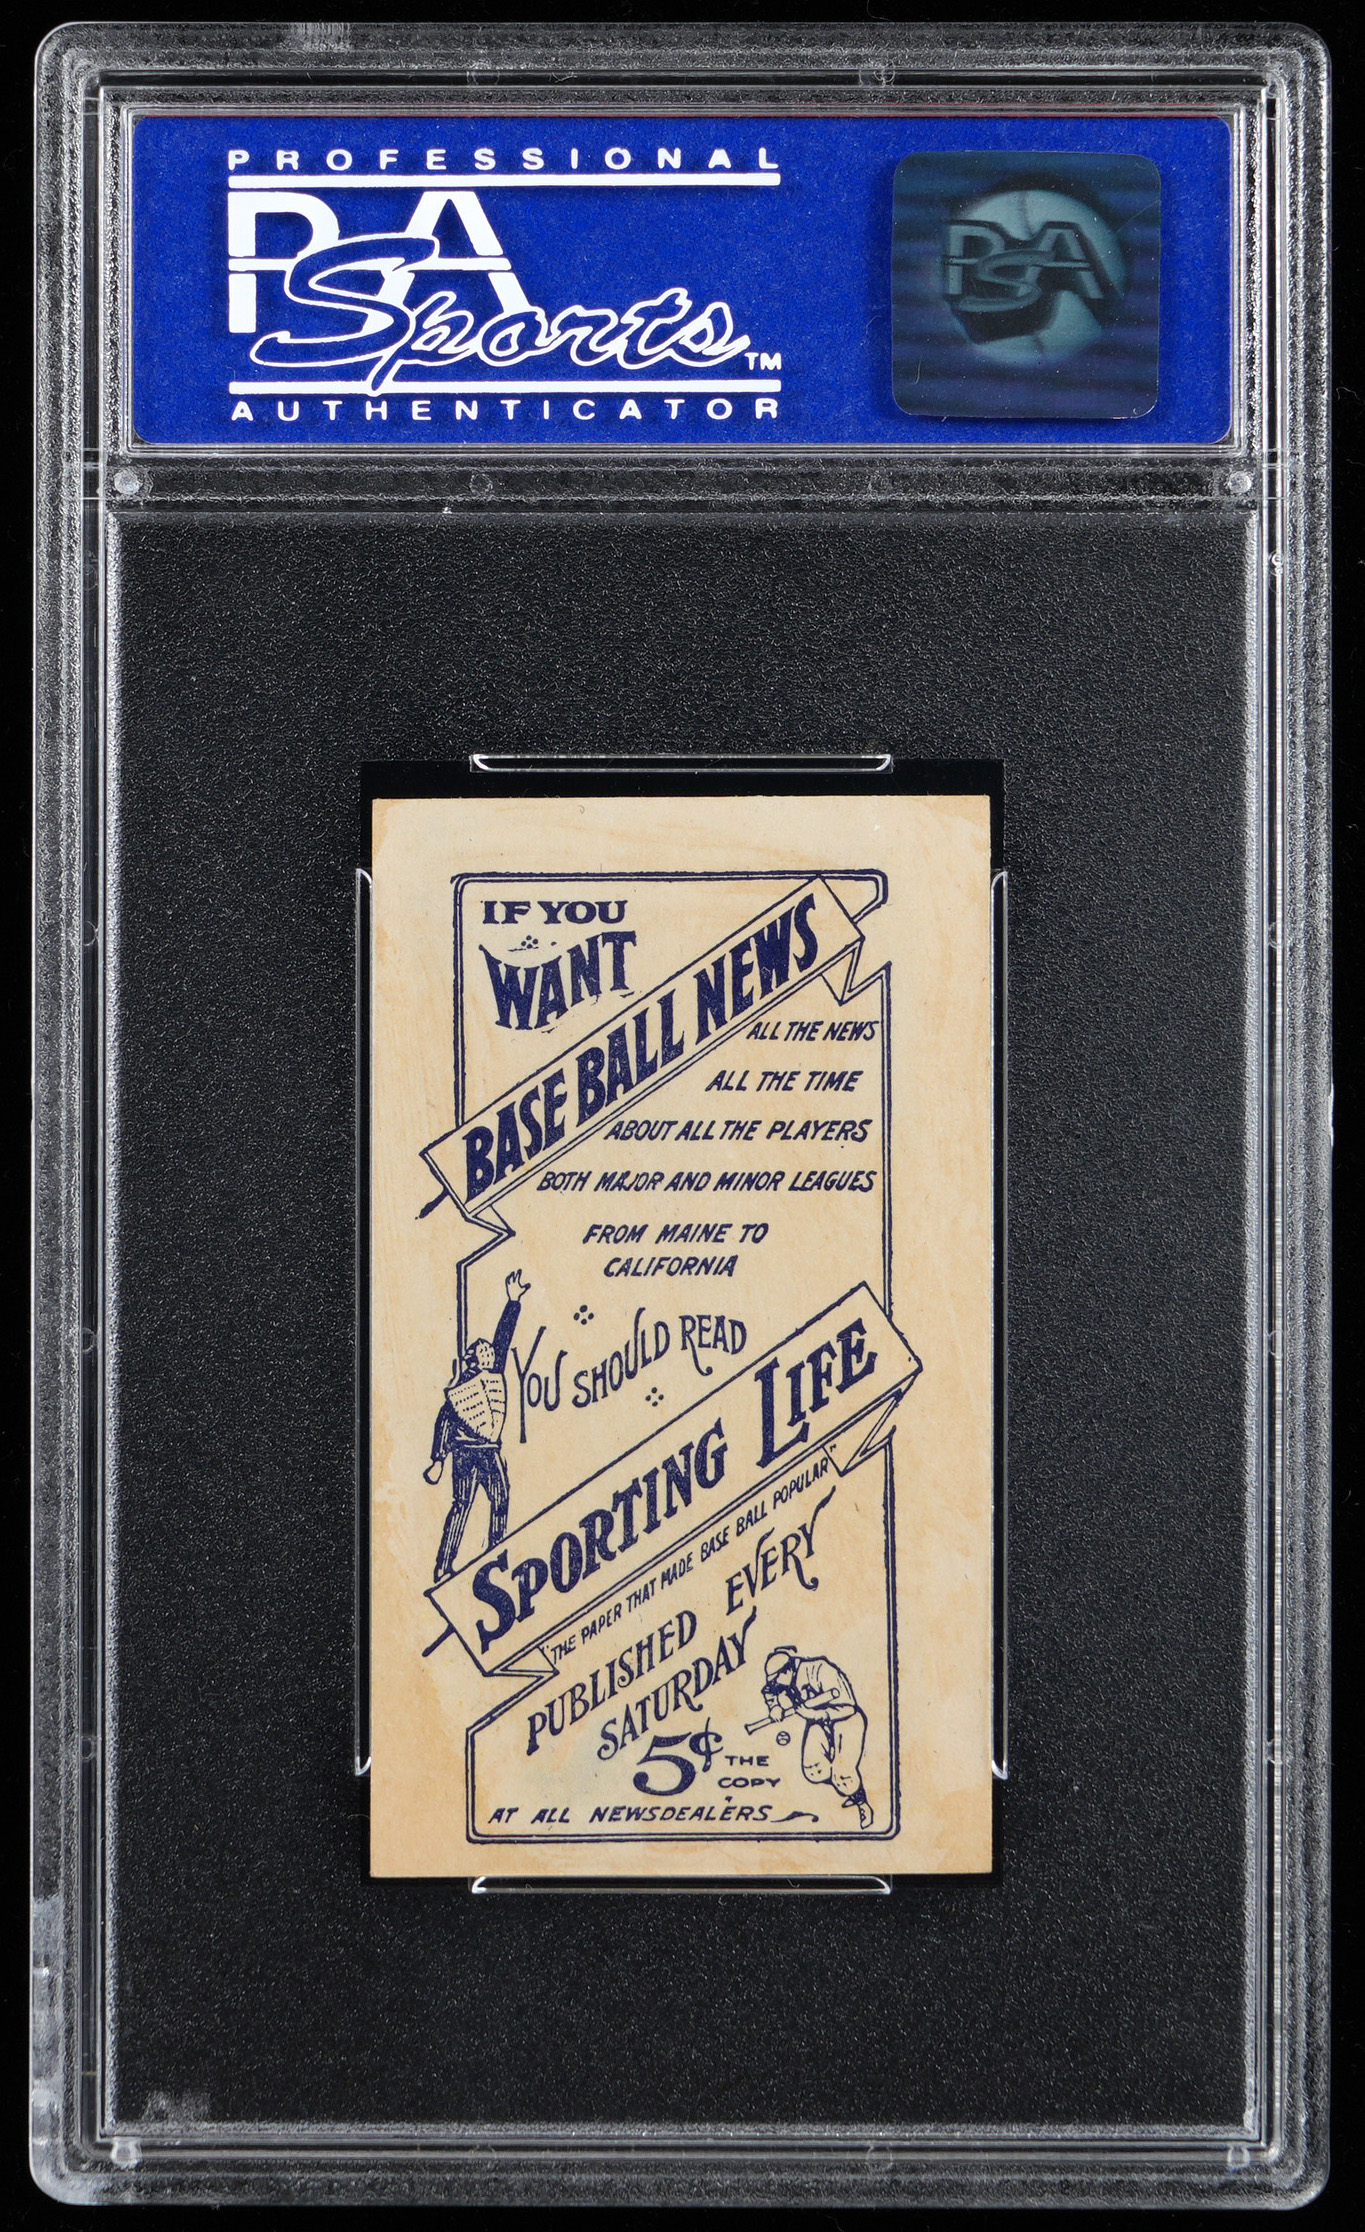 PROFESSIONAL
PSA
Sports™
AUTHENTICATOR
PSA
IF YOU
WANT
BASE BALL NEWS
ALL THE NEWS
ALL THE TIME
ABOUT ALL THE PLAYERS
BOTH MAJOR AND MINOR LEAGUES
FROM MAINE TO
CALIFORNIA
YOU SHOULD READ
SPORTING LIFE
"THE PAPER THAT MADE BASE BALL POPULAR"
PUBLISHED EVERY
SATURDAY
5¢ THE
COPY
AT ALL NEWSDEALERS